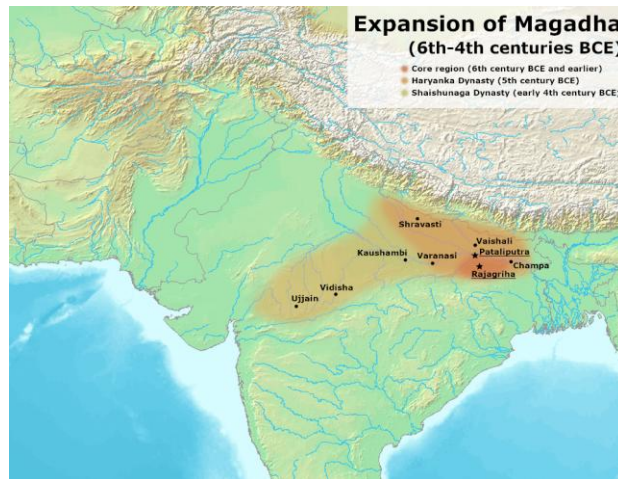 Expansion of Magadha
(6th-4th centuries BCE)
Core region (6th century BCE and earlier)
Haryanka Dynasty (5th century BCE)
Shaishunaga Dynasty (early 4th century BCE)
Shravasti
Vaishali
Pataliputra
Kaushambi
Varanasi
Champa
Rajagriha
Vidisha
Ujjain